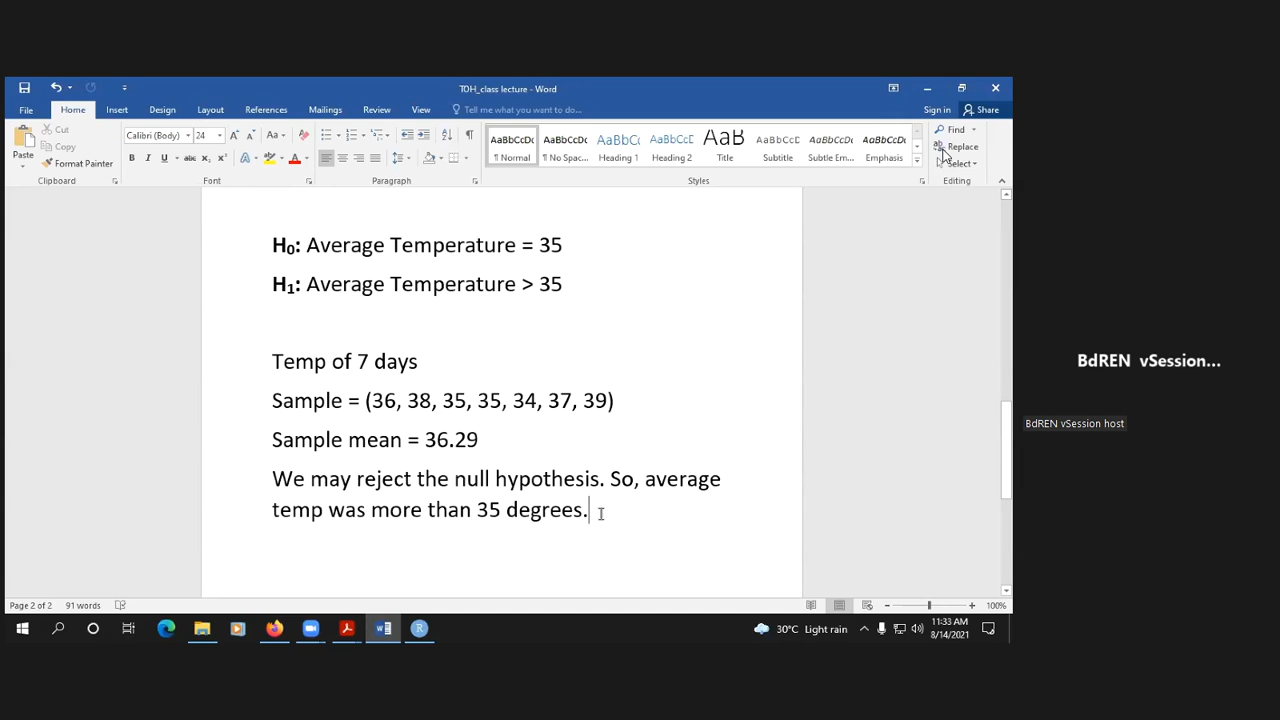 TOH_class lecture - Word
File Home Insert Design Layout References Mailings Review View Tell me what you want to do... Sign in Share
Paste Cut Copy Format Painter
Calibri (Body) 24
AaBbCcDc AaBbCcDc AaBbCc AaBbCcC AaB AaBbCcC AaBbCcDc AaBbCcDc
¶ Normal ¶ No Spac... Heading 1 Heading 2 Title Subtitle Subtle Em... Emphasis
Find
Replace
Select
Clipboard Font Paragraph Styles Editing
H₀: Average Temperature = 35
H₁: Average Temperature > 35
Temp of 7 days
Sample = (36, 38, 35, 35, 34, 37, 39)
Sample mean = 36.29
We may reject the null hypothesis. So, average
temp was more than 35 degrees.
BdREN vSession...
BdREN vSession host
Page 2 of 2 91 words 100%
30°C Light rain 11:33 AM
8/14/2021